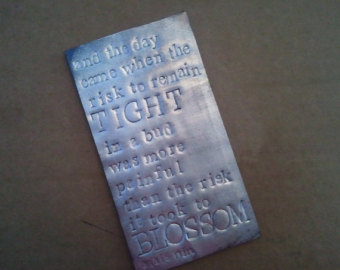 and the day
came when the
risk to remain
TIGHT
in a bud
was more
painful
than the risk
it took to
BLOSSOM